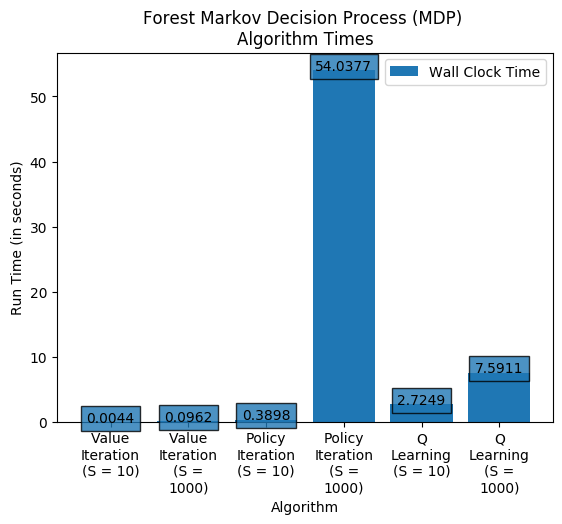 Forest Markov Decision Process (MDP)
Algorithm Times
Wall Clock Time
Run Time (in seconds)
50
40
30
20
10
0
0.0044
0.0962
0.3898
54.0377
2.7249
7.5911
Value
Iteration
(S = 10)
Value
Iteration
(S =
1000)
Policy
Iteration
(S = 10)
Policy
Iteration
(S =
1000)
Q
Learning
(S = 10)
Q
Learning
(S =
1000)
Algorithm